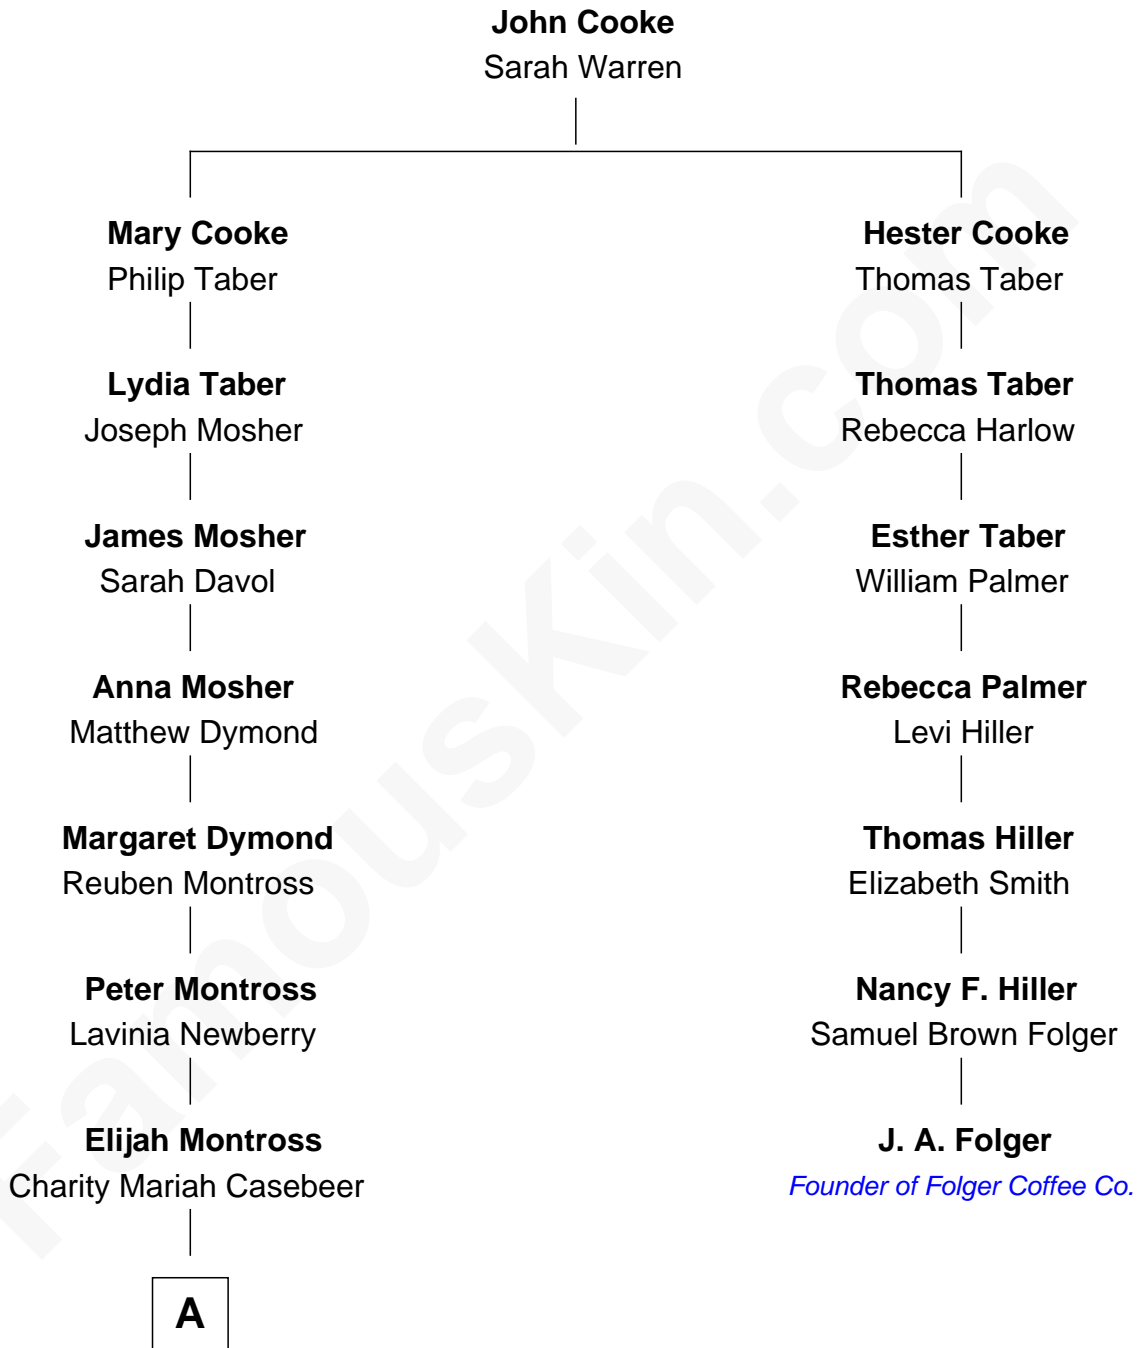 John Cooke
Sarah Warren
Mary Cooke
Philip Taber
Hester Cooke
Thomas Taber
Lydia Taber
Joseph Mosher
Thomas Taber
Rebecca Harlow
James Mosher
Sarah Davol
Esther Taber
William Palmer
Anna Mosher
Matthew Dymond
Rebecca Palmer
Levi Hiller
Margaret Dymond
Reuben Montross
Thomas Hiller
Elizabeth Smith
Peter Montross
Lavinia Newberry
Nancy F. Hiller
Samuel Brown Folger
Elijah Montross
Charity Mariah Casebeer
J. A. Folger
Founder of Folger Coffee Co.
A
FamousKin.com